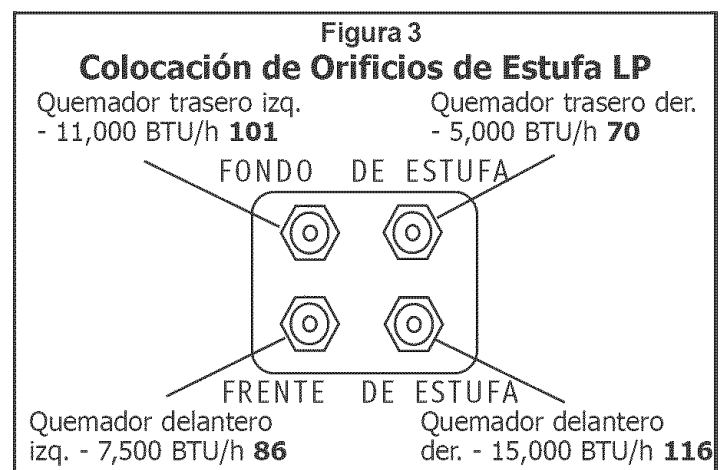 Figura 3
Colocación de Orificios de Estufa LP
Quemador trasero izq.
- 11,000 BTU/h 101
Quemador trasero der.
- 5,000 BTU/h 70
FONDO DE ESTUFA
FRENTE DE ESTUFA
Quemador delantero
izq. - 7,500 BTU/h 86
Quemador delantero
der. - 15,000 BTU/h 116